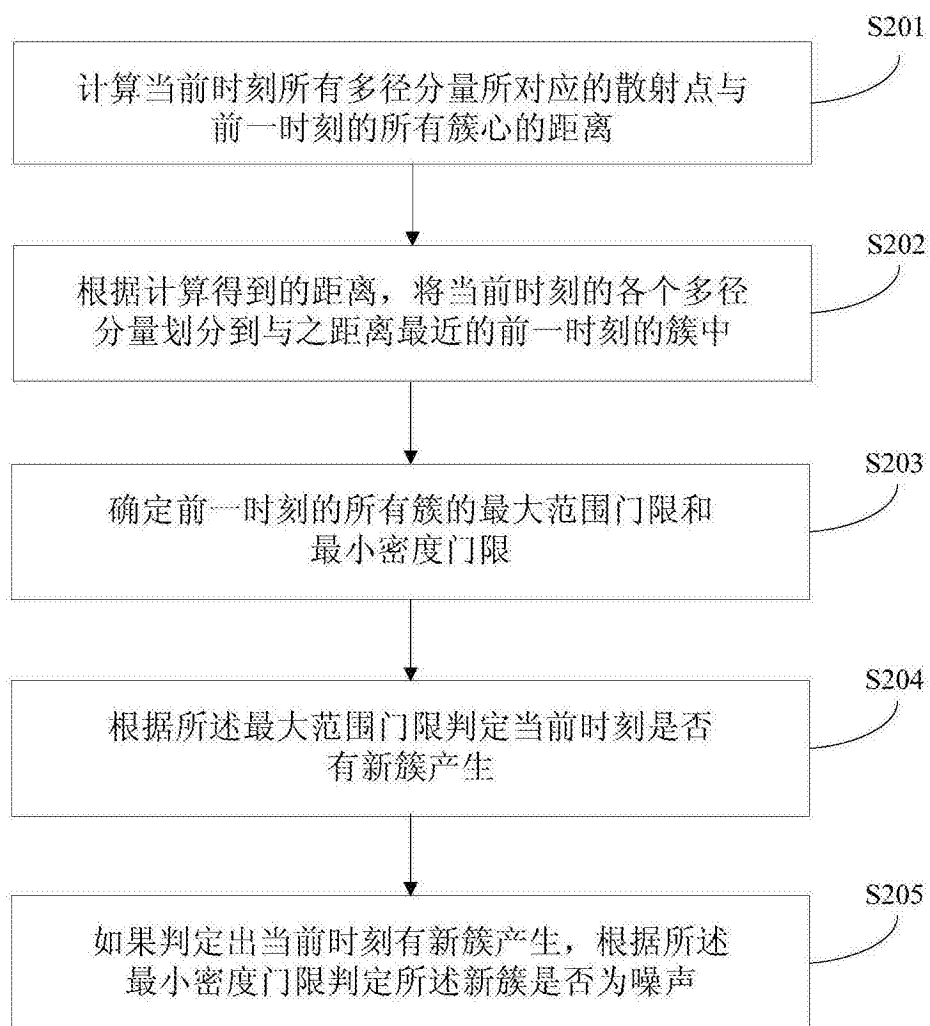 S201
计算当前时刻所有多径分量所对应的散射点与
前一时刻的所有簇心的距离
S202
根据计算得到的距离，将当前时刻的各个多径
分量划分到与之距离最近的前一时刻的簇中
S203
确定前一时刻的所有簇的最大范围门限和
最小密度门限
S204
根据所述最大范围门限判定当前时刻是否
有新簇产生
S205
如果判定出当前时刻有新簇产生，根据所述
最小密度门限判定所述新簇是否为噪声